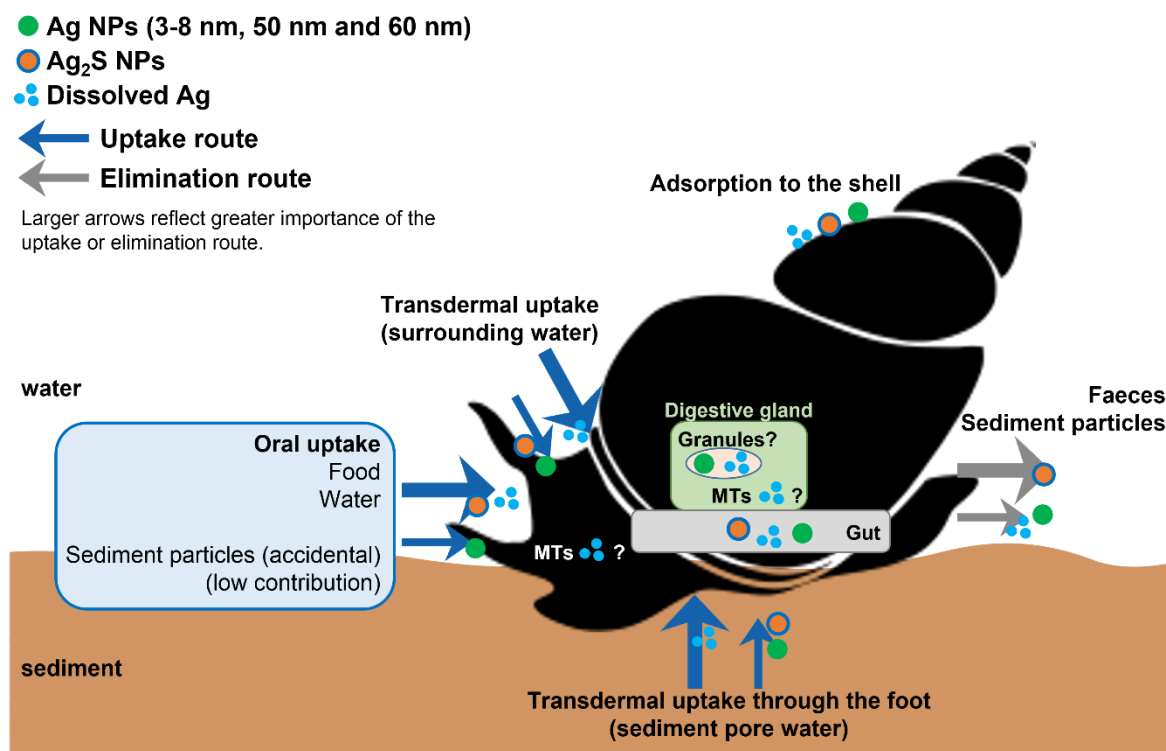 Ag NPs (3-8 nm, 50 nm and 60 nm)
Ag₂S NPs
Dissolved Ag
Uptake route
Elimination route
Larger arrows reflect greater importance of the
uptake or elimination route.
Adsorption to the shell
Transdermal uptake
(surrounding water)
water
Oral uptake
Food
Water
Sediment particles (accidental)
(low contribution)
Digestive gland
Granules?
MTs ?
Gut
MTs ?
Faeces
Sediment particles
sediment
Transdermal uptake through the foot
(sediment pore water)